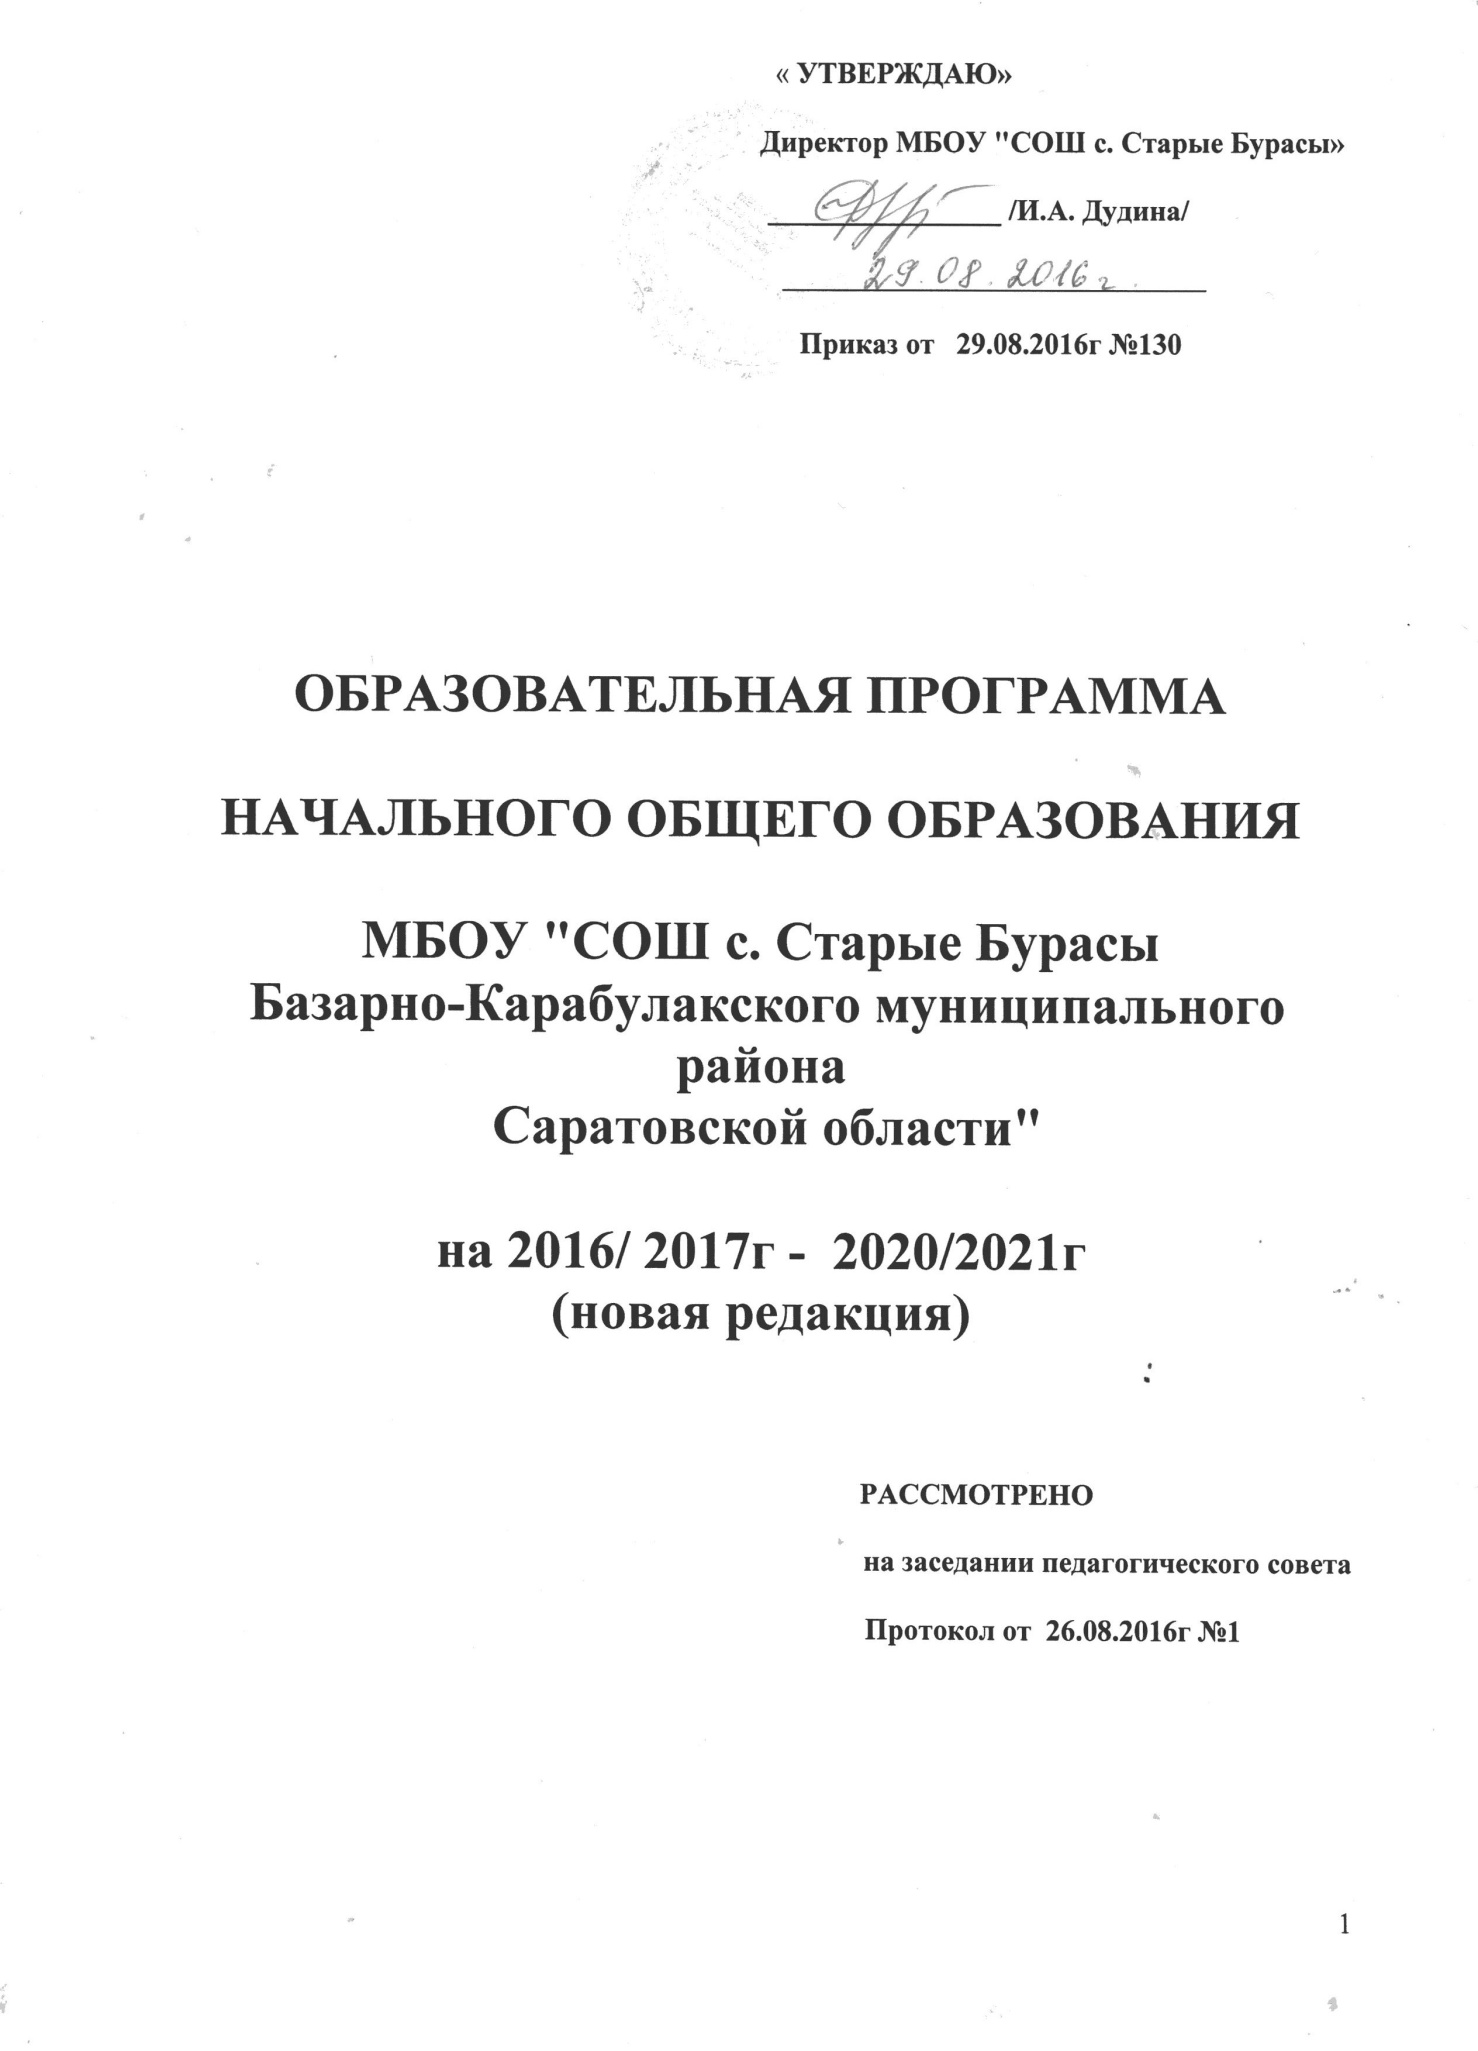 « УТВЕРЖДАЮ»
Директор МБОУ "СОШ с. Старые Бурасы»
/И.А. Дудина/
29.08.2016г.
Приказ от 29.08.2016г №130
ОБРАЗОВАТЕЛЬНАЯ ПРОГРАММА
НАЧАЛЬНОГО ОБЩЕГО ОБРАЗОВАНИЯ
МБОУ "СОШ с. Старые Бурасы
Базарно-Карабулакского муниципального
района
Саратовской области"
на 2016/ 2017г - 2020/2021г
(новая редакция)
РАССМОТРЕНО
на заседании педагогического совета
Протокол от 26.08.2016г №1
1